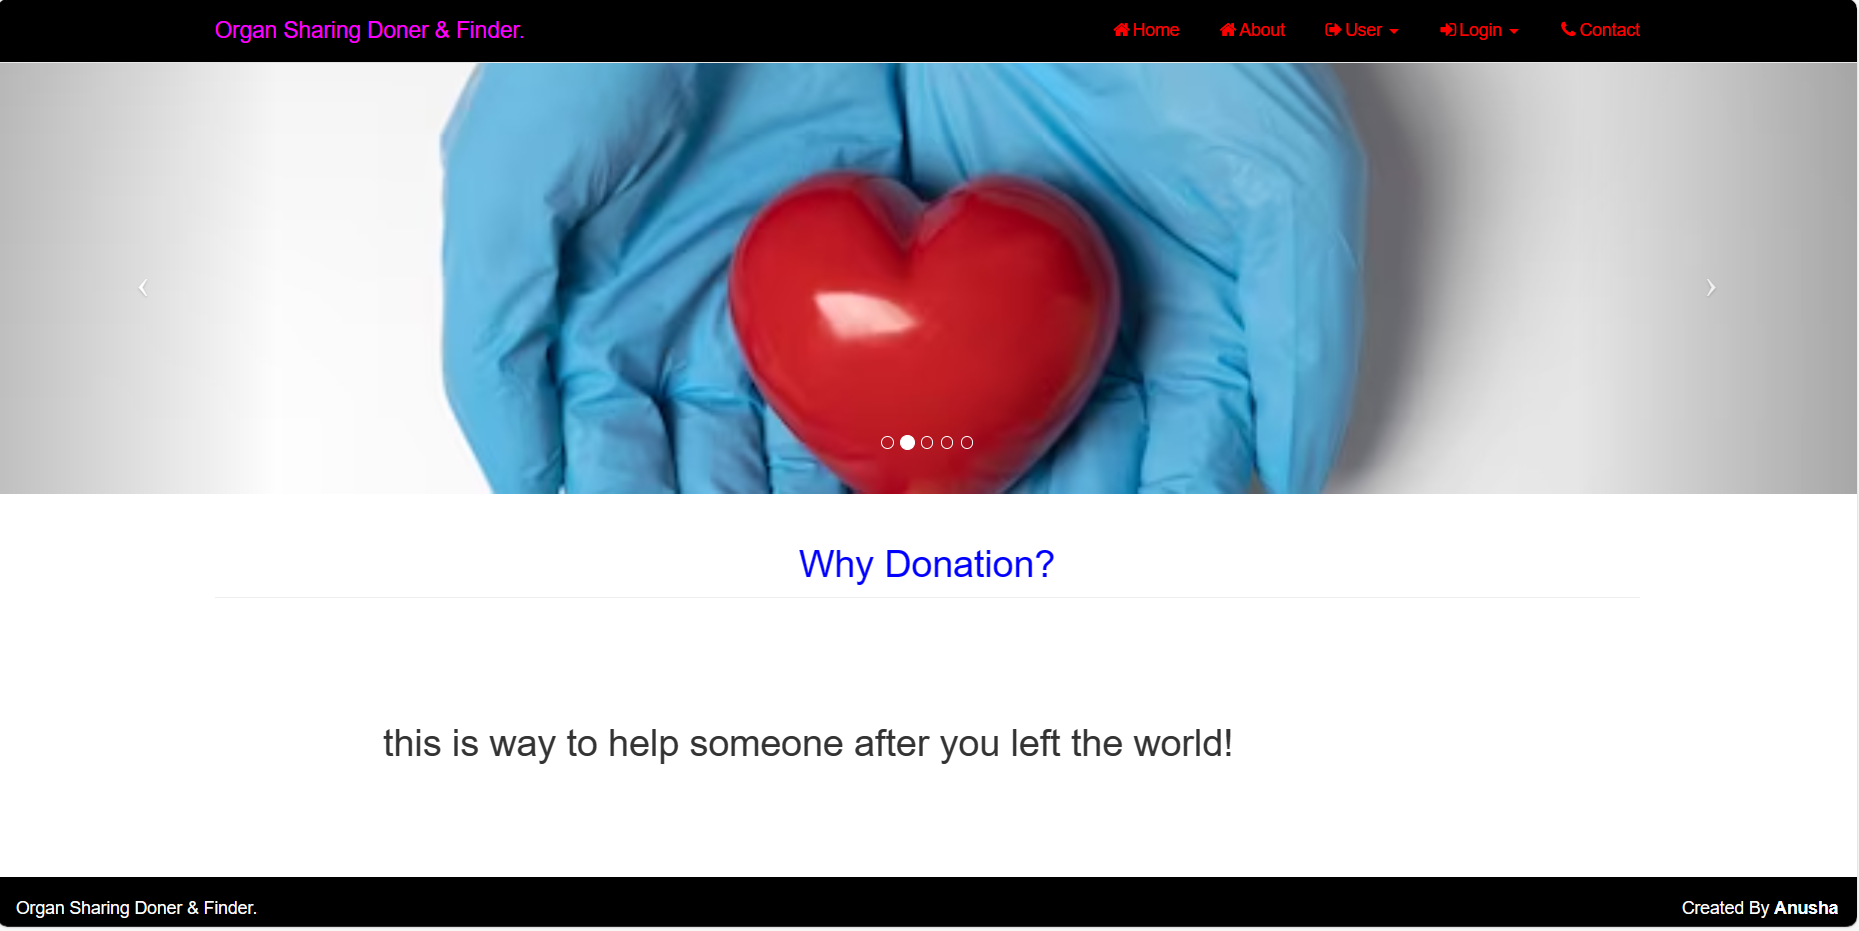 Organ Sharing Doner & Finder.
Home About User Login Contact
Why Donation?
this is way to help someone after you left the world!
Organ Sharing Doner & Finder.
Created By Anusha